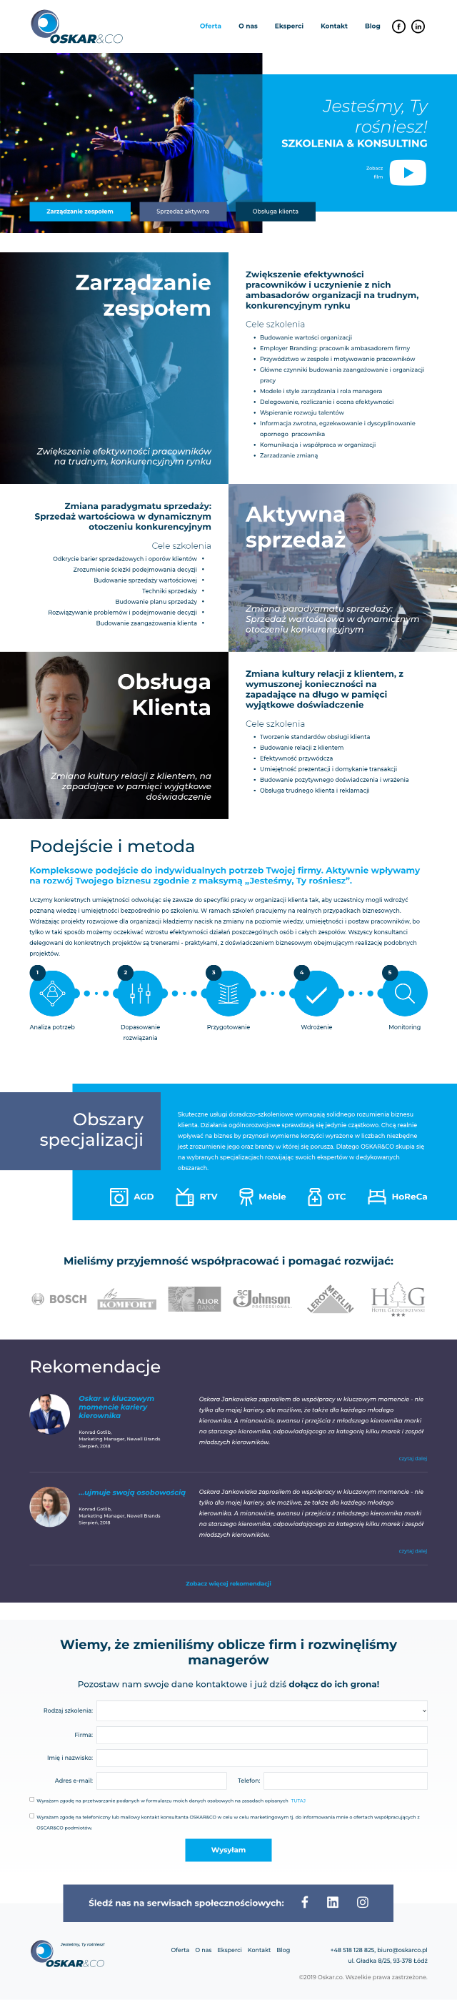 OSKAR&CO
Oferta O nas Eksperci Kontakt Blog
Jesteśmy, Ty
rośniesz!
SZKOLENIA & KONSULTING
Zobacz
film
Zarządzanie zespołem Sprzedaż aktywna Obsługa klienta
Zarządzanie
zespołem
Zwiększenie efektywności pracowników
na trudnym, konkurencyjnym rynku
Zwiększenie efektywności
pracowników i uczynienie z nich
ambasadorów organizacji na trudnym,
konkurencyjnym rynku
Cele szkolenia
• Budowanie wartości organizacji
• Employer Branding: pracownik ambasadorem firmy
• Przywództwo w zespole i motywowanie pracowników
• Główne czynniki budowania zaangażowanie i organizacji
pracy
• Modele i style zarządzania i rola managera
• Delegowanie, rozliczanie i ocena efektywności
• Wspieranie rozwoju talentów
• Informacja zwrotna, egzekwowanie i dyscyplinowanie
opornego pracownika
• Komunikacja i współpraca w organizacji
• Zarzadzanie zmianą
Zmiana paradygmatu sprzedaży:
Sprzedaż wartościowa w dynamicznym
otoczeniu konkurencyjnym
Cele szkolenia
Odkrycie barier sprzedażowych i oporów klientów •
Zrozumienie ścieżki podejmowania decyzji •
Budowanie sprzedaży wartościowej •
Techniki sprzedaży •
Budowanie planu sprzedaży •
Rozwiązywanie problemów i podejmowanie decyzji •
Budowanie zaangażowania klienta •
Aktywna
sprzedaż
Zmiana paradygmatu sprzedaży:
Sprzedaż wartościowa w dynamicznym
otoczeniu konkurencyjnym
Obsługa
Klienta
Zmiana kultury relacji z klientem, na
zapadające w pamięci wyjątkowe
doświadczenie
Zmiana kultury relacji z klientem, z
wymuszonej konieczności na
zapadające na długo w pamięci
wyjątkowe doświadczenie
Cele szkolenia
• Tworzenie standardów obsługi klienta
• Budowanie relacji z klientem
• Efektywność przywódcza
• Umiejętność prezentacji i domykanie transakcji
• Budowanie pozytywnego doświadczenia i wrażenia
• Obsługa trudnego klienta i reklamacji
Podejście i metoda
Kompleksowe podejście do indywidualnych potrzeb Twojej firmy. Aktywnie wpływamy
na rozwój Twojego biznesu zgodnie z maksymą „Jesteśmy, Ty rośniesz”.
Uczymy konkretnych umiejętności odwołując się zawsze do specyfiki pracy w organizacji klienta tak, aby uczestnicy mogli wdrożyć
poznaną wiedzę i umiejętności bezpośrednio po szkoleniu. W ramach szkoleń pracujemy na realnych przypadkach biznesowych.
Wdrażając projekty rozwojowe dla organizacji kładziemy nacisk na zmiany na poziomie wiedzy, umiejętności i postaw pracowników, bo
tylko w taki sposób możemy oczekiwać wzrostu efektywności działań poszczególnych osób i całych zespołów. Wszyscy konsultanci
delegowani do konkretnych projektów są trenerami - praktykami, z doświadczeniem biznesowym obejmującym realizację podobnych
projektów.
1 2 3 4 5
Analiza potrzeb Dopasowanie Przygotowanie Wdrożenie Monitoring
rozwiązania
Obszary
specjalizacji
Skuteczne usługi doradczo-szkoleniowe wymagają solidnego rozumienia biznesu
klienta. Działania ogólnorozwojowe sprawdzają się jedynie cząstkowo. Chcą realnie
wpływać na biznes by przynosił wymierne korzyści wyrażone w liczbach niezbędne
jest zrozumienie jego oraz branży w której się porusza. Dlatego OSKAR&CO skupia się
na wybranych specjalizacjach rozwijając swoich ekspertów w dedykowanych
obszarach.
AGD RTV Meble OTC HoReCa
Mieliśmy przyjemność współpracować i pomagać rozwijać:
BOSCH KOMFORT ALIOR BANK SC Johnson PROFESSIONAL LEROY MERLIN HG
Rekomendacje
Oskar w kluczowym
momencie kariery
kierownika
Konrad Gotlib,
Marketing Manager, Newell Brands
Sierpień, 2018
Oskara Jankowiaka zaprosiłem do współpracy w kluczowym momencie - nie
tylko dla mojej kariery, ale możliwe, że także dla każdego młodego
kierownika. A mianowicie, awansu i przejścia z młodszego kierownika marki
na starszego kierownika, odpowiadającego za kategorię kilku marek i zespół
młodszych kierowników.
czytaj dalej
...ujmuje swoją osobowością
Konrad Gotlib,
Marketing Manager, Newell Brands
Sierpień, 2018
Oskara Jankowiaka zaprosiłem do współpracy w kluczowym momencie - nie
tylko dla mojej kariery, ale możliwe, że także dla każdego młodego
kierownika. A mianowicie, awansu i przejścia z młodszego kierownika marki
na starszego kierownika, odpowiadającego za kategorię kilku marek i zespół
młodszych kierowników.
czytaj dalej
Zobacz więcej rekomendacji
Wiemy, że zmieniliśmy oblicze firm i rozwinęliśmy
managerów
Pozostaw nam swoje dane kontaktowe i już dziś dołącz do ich grona!
Rodzaj szkolenia:
Firma:
Imię i nazwisko:
Adres e-mail: Telefon:
Wyrażam zgodę na przetwarzanie podanych w formularzu moich danych osobowych na zasadach opisanych TUTAJ
Wyrażam zgodę na telefoniczny lub mailowy kontakt konsultanta OSKAR&CO w celu w celu marketingowym tj. do informowania mnie o ofertach współpracujących z
OSCAR&CO podmiotów.
Wysyłam
Śledź nas na serwisach społecznościowych:
Jesteśmy, Ty rośniesz!
OSKAR&CO
Oferta O nas Eksperci Kontakt Blog
+48 518 128 825, biuro@oskarco.pl
ul. Gładka 8/25, 93-378 Łódź
©2019 Oskar.co. Wszelkie prawa zastrzeżone.